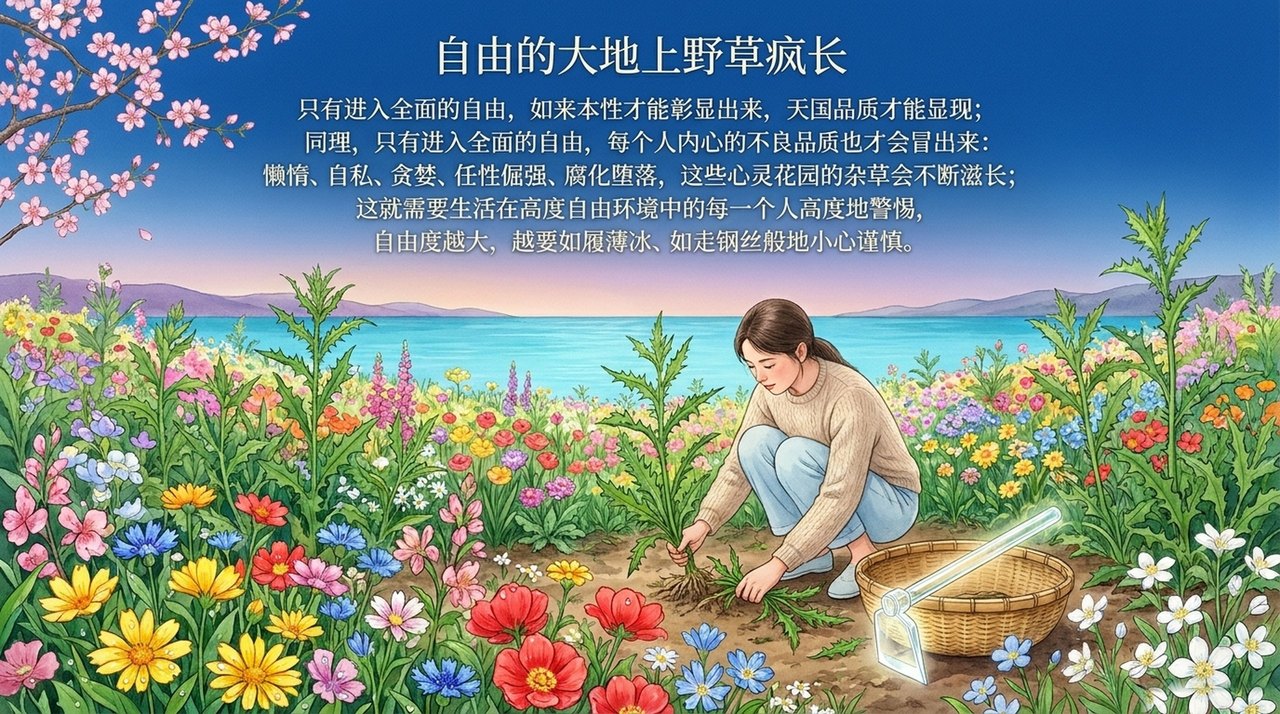 自由的大地上野草疯长
只有进入全面的自由，如来本性才能彰显出来，天国品质才能显现；
同理，只有进入全面的自由，每个人内心的不良品质也才会冒出来：
懒惰、自私、贪婪、任性倔强、腐化堕落，这些心灵花园的杂草会不断滋长；
这就需要生活在高度自由环境中的每一个人高度地警惕，
自由度越大，越要如履薄冰、如走钢丝般地小心谨慎。